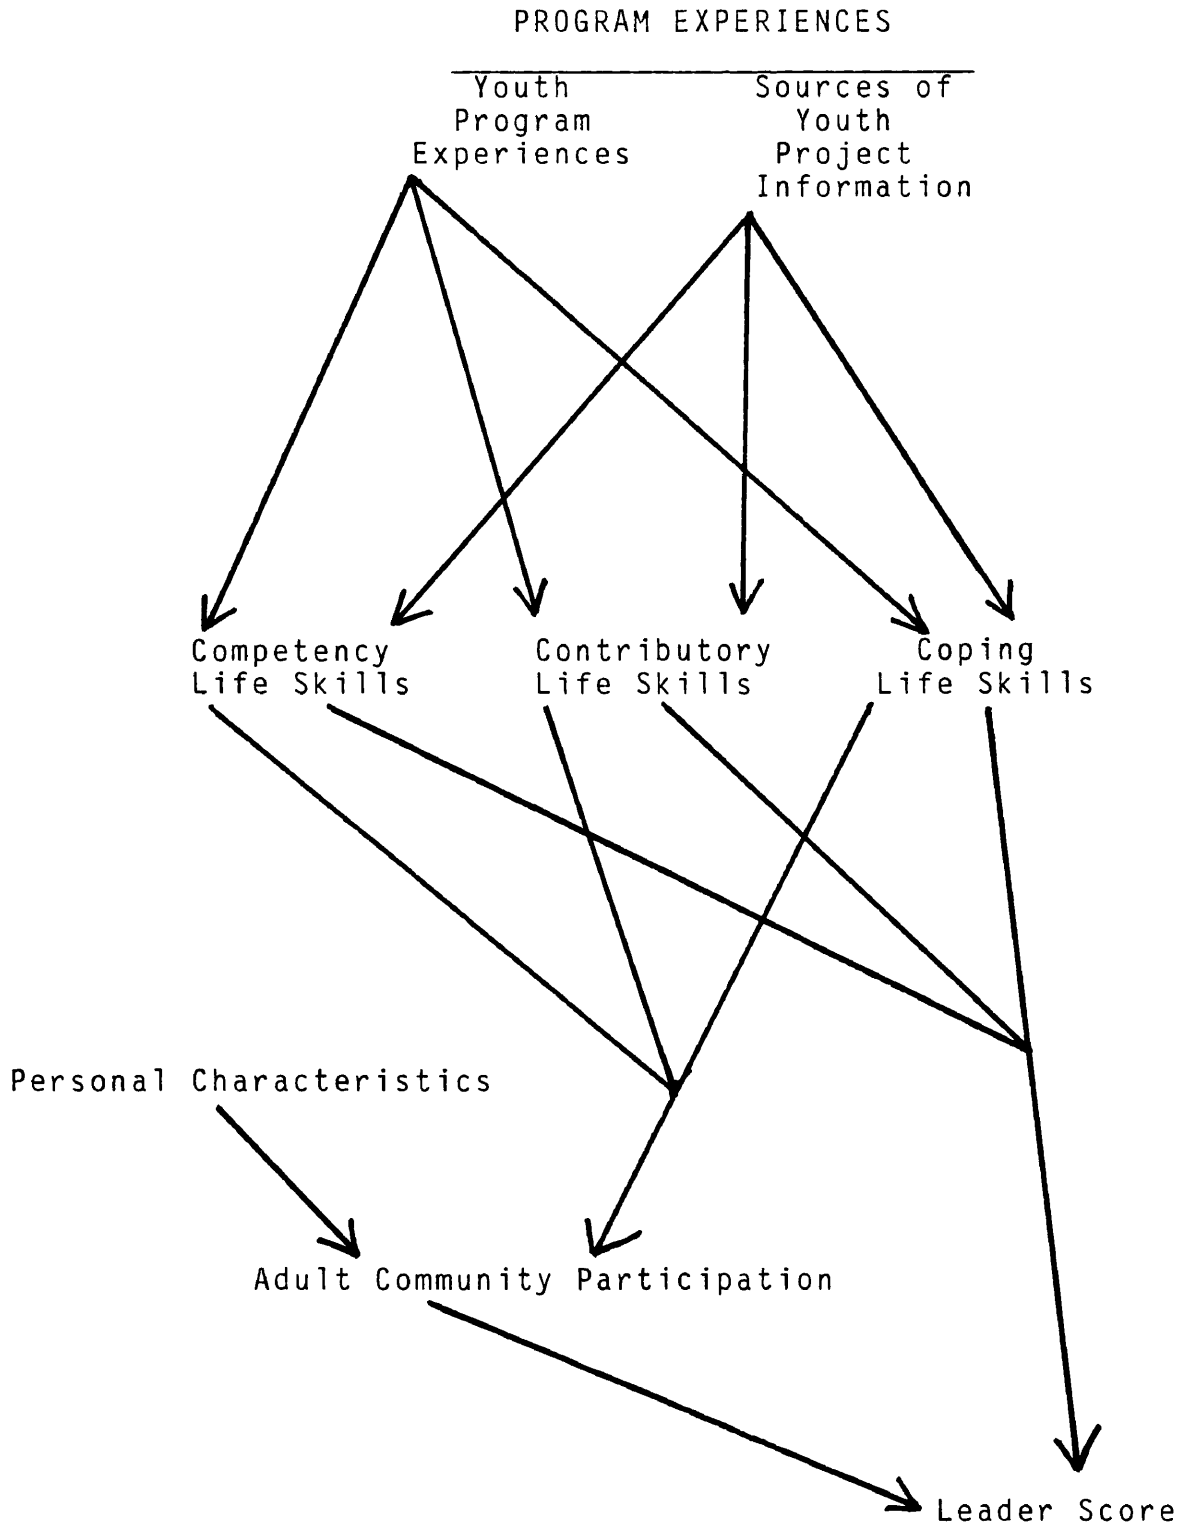 PROGRAM EXPERIENCES
Youth
Program
Experiences
Sources of
Youth
Project
Information
Competency
Life Skills
Contributory
Life Skills
Coping
Life Skills
Personal Characteristics
Adult Community Participation
Leader Score